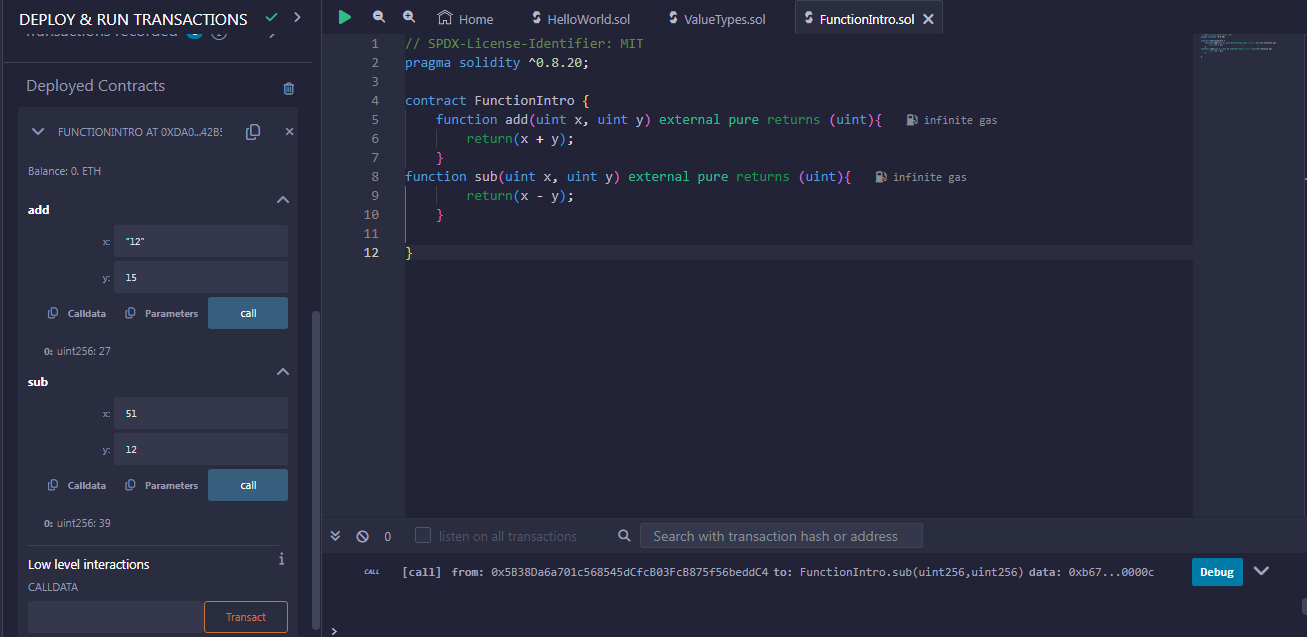 DEPLOY & RUN TRANSACTIONS
Transactions recorded
Deployed Contracts
FUNCTIONINTRO AT 0XDA0...42B5
Balance: 0. ETH
add
x: "12"
y: 15
Calldata Parameters call
0: uint256: 27
sub
x: 51
y: 12
Calldata Parameters call
0: uint256: 39
Low level interactions i
CALLDATA
Transact
Home HelloWorld.sol ValueTypes.sol FunctionIntro.sol
1 // SPDX-License-Identifier: MIT
2 pragma solidity ^0.8.20;
3
4 contract FunctionIntro {
5 function add(uint x, uint y) external pure returns (uint){ infinite gas
6 return(x + y);
7 }
8 function sub(uint x, uint y) external pure returns (uint){ infinite gas
9 return(x - y);
10 }
11
12 }
0 listen on all transactions Search with transaction hash or address
CALL [call] from: 0x5B38Da6a701c568545dCfcB03FcB875f56beddC4 to: FunctionIntro.sub(uint256,uint256) data: 0xb67...0000c Debug
>